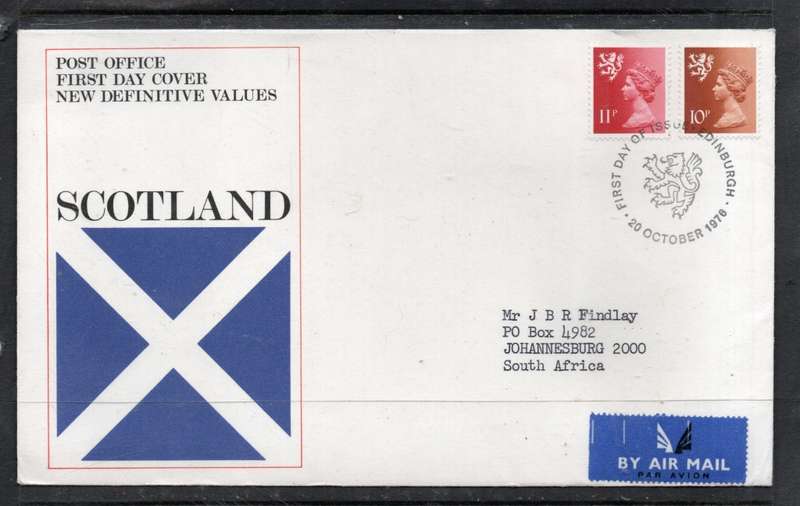 POST OFFICE
FIRST DAY COVER
NEW DEFINITIVE VALUES
SCOTLAND
11P
10P
FIRST DAY OF ISSUE · EDINBURGH ·
20 OCTOBER 1976
Mr J B R Findlay
PO Box 4982
JOHANNESBURG 2000
South Africa
BY AIR MAIL
PAR AVION